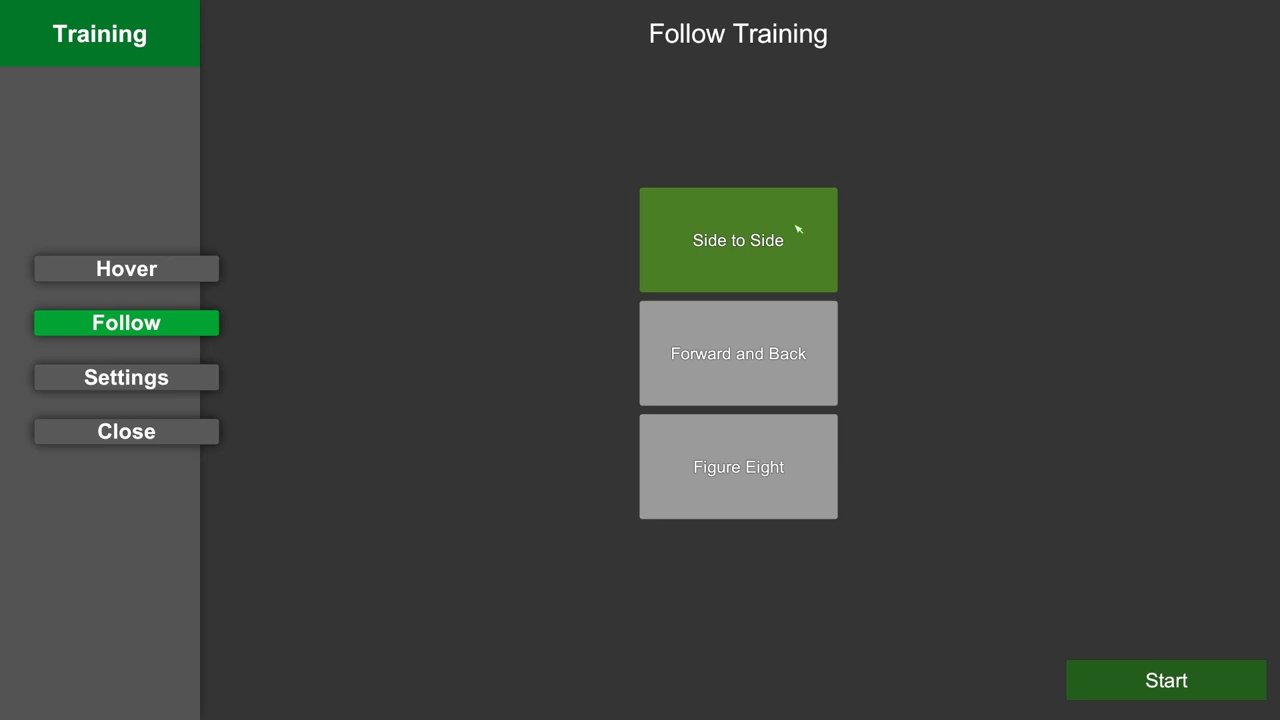 Training
Follow Training
Hover
Follow
Settings
Close
Side to Side
Forward and Back
Figure Eight
Start